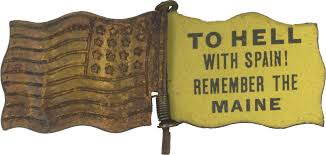 TO HELL
WITH SPAIN!
REMEMBER THE
MAINE